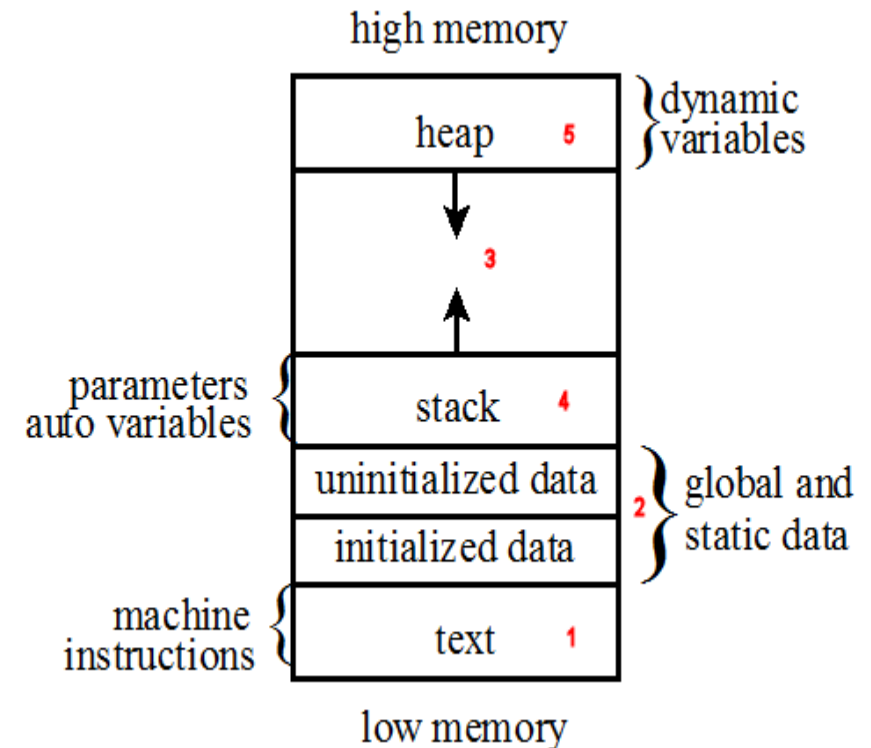 high memory
heap 5
dynamic
variables
3
parameters
auto variables
stack 4
uninitialized data
initialized data
2
global and
static data
machine
instructions
text 1
low memory